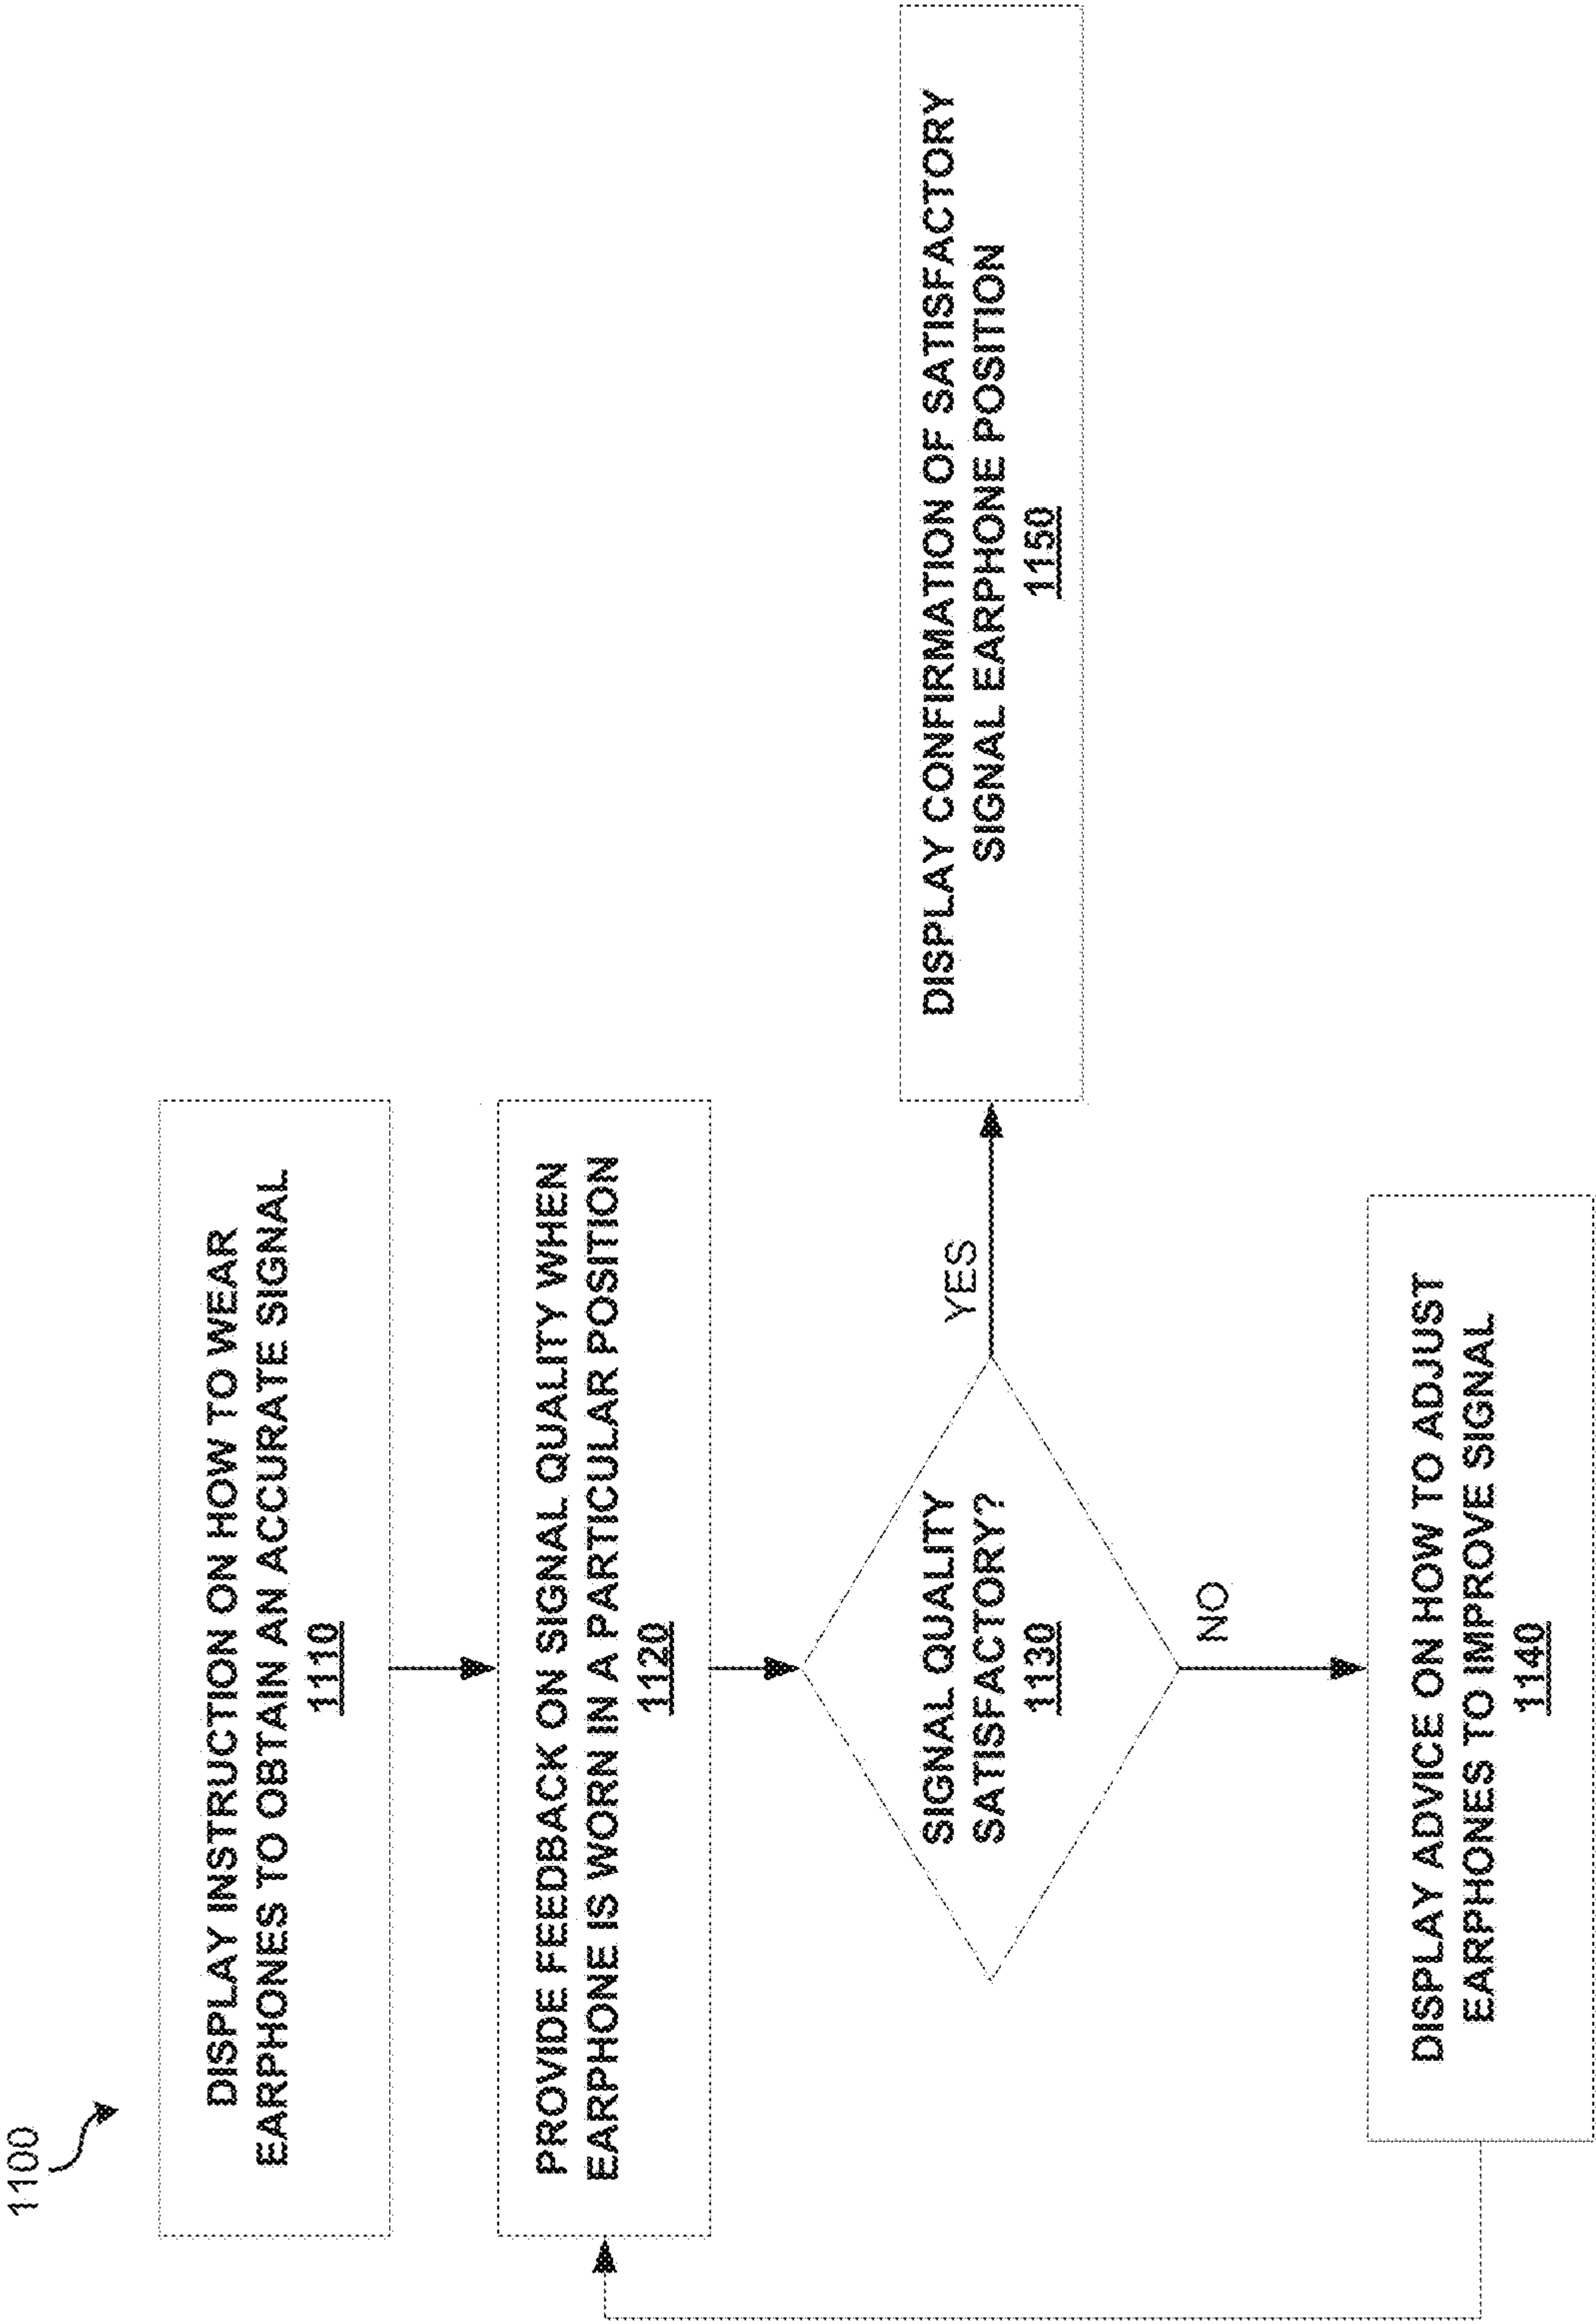 1100
DISPLAY INSTRUCTION ON HOW TO WEAR
EARPHONES TO OBTAIN AN ACCURATE SIGNAL
1110
PROVIDE FEEDBACK ON SIGNAL QUALITY WHEN
EARPHONE IS WORN IN A PARTICULAR POSITION
1120
SIGNAL QUALITY
SATISFACTORY?
1130
YES
DISPLAY CONFIRMATION OF SATISFACTORY
SIGNAL EARPHONE POSITION
1150
NO
DISPLAY ADVICE ON HOW TO ADJUST
EARPHONES TO IMPROVE SIGNAL
1140